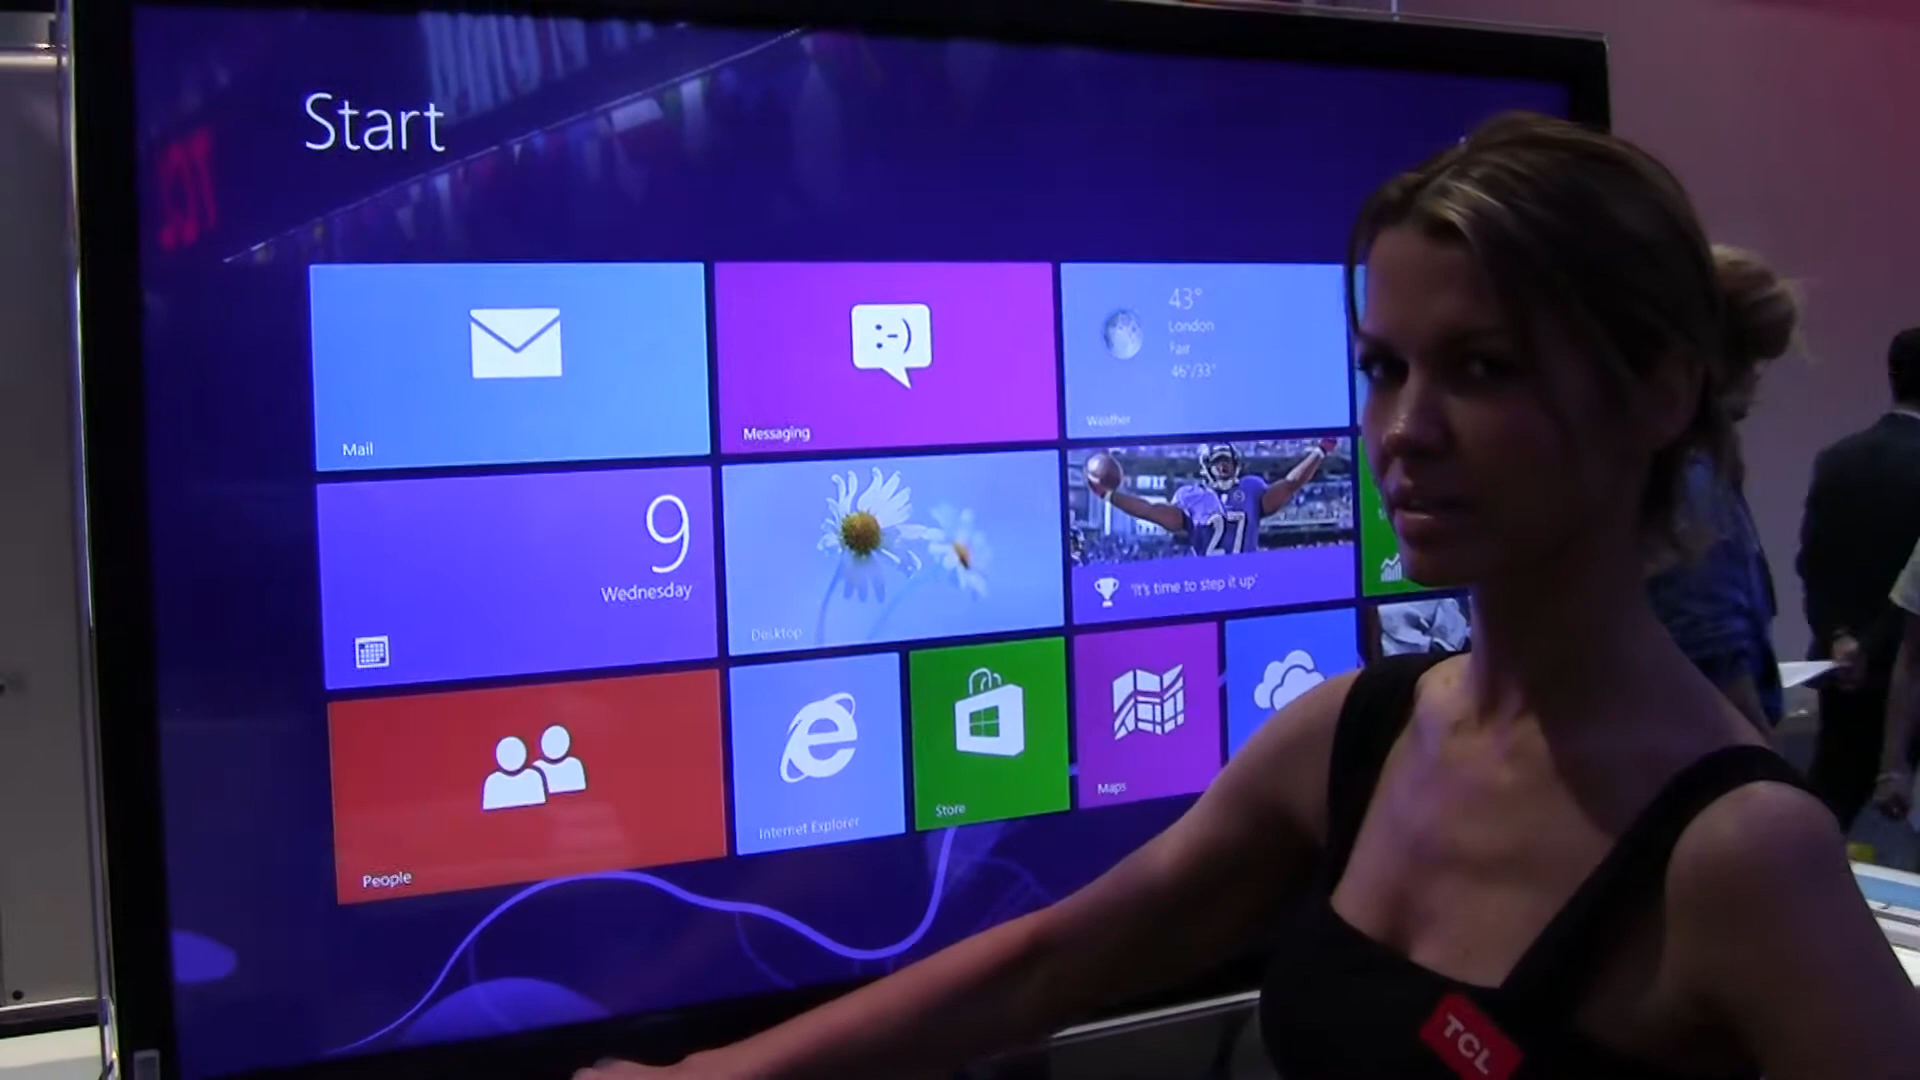 Start
Mail
Messaging
43°
London
Fair
46°/33°
Weather
9
Wednesday
Desktop
27
'It's time to step it up'
People
Internet Explorer
Store
Maps
TCL